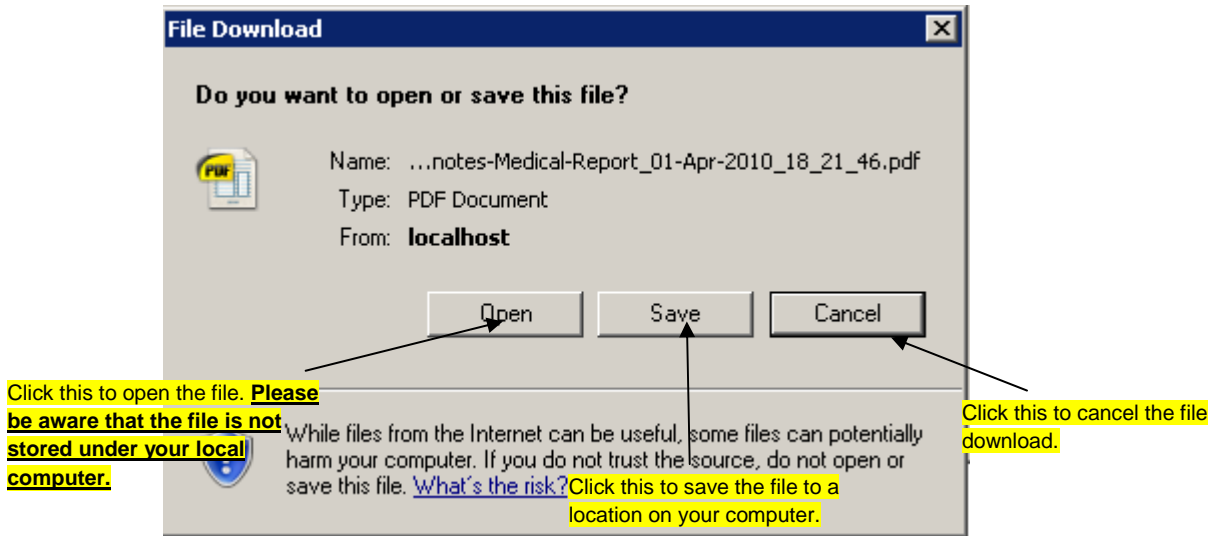 File Download
Do you want to open or save this file?
PDF
Name: ...notes-Medical-Report_01-Apr-2010_18_21_46.pdf
Type: PDF Document
From: localhost
Open Save Cancel
Click this to open the file. Please
be aware that the file is not
stored under your local
computer.
Click this to cancel the file
download.
While files from the Internet can be useful, some files can potentially
harm your computer. If you do not trust the source, do not open or
save this file. What's the risk?
Click this to save the file to a
location on your computer.